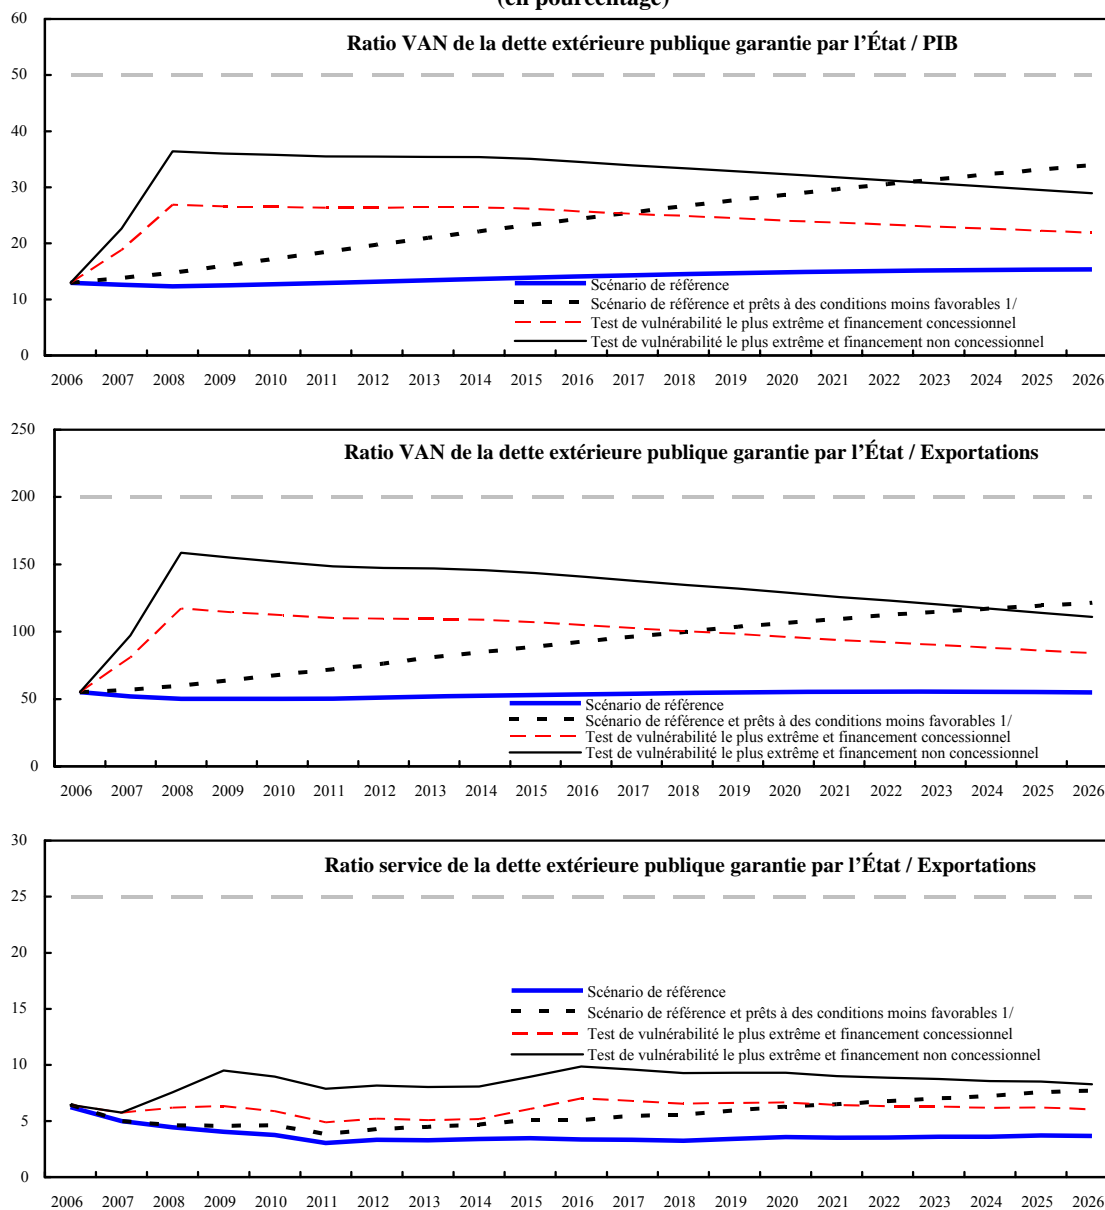 (en pourcentage)
Ratio VAN de la dette extérieure publique garantie par l’État / PIB
60
50
40
30
20
10
0
Scénario de référence
Scénario de référence et prêts à des conditions moins favorables 1/
Test de vulnérabilité le plus extrême et financement concessionnel
Test de vulnérabilité le plus extrême et financement non concessionnel
2006 2007 2008 2009 2010 2011 2012 2013 2014 2015 2016 2017 2018 2019 2020 2021 2022 2023 2024 2025 2026
Ratio VAN de la dette extérieure publique garantie par l’État / Exportations
250
200
150
100
50
0
Scénario de référence
Scénario de référence et prêts à des conditions moins favorables 1/
Test de vulnérabilité le plus extrême et financement concessionnel
Test de vulnérabilité le plus extrême et financement non concessionnel
2006 2007 2008 2009 2010 2011 2012 2013 2014 2015 2016 2017 2018 2019 2020 2021 2022 2023 2024 2025 2026
Ratio service de la dette extérieure publique garantie par l’État / Exportations
30
25
20
15
10
5
0
Scénario de référence
Scénario de référence et prêts à des conditions moins favorables 1/
Test de vulnérabilité le plus extrême et financement concessionnel
Test de vulnérabilité le plus extrême et financement non concessionnel
2006 2007 2008 2009 2010 2011 2012 2013 2014 2015 2016 2017 2018 2019 2020 2021 2022 2023 2024 2025 2026